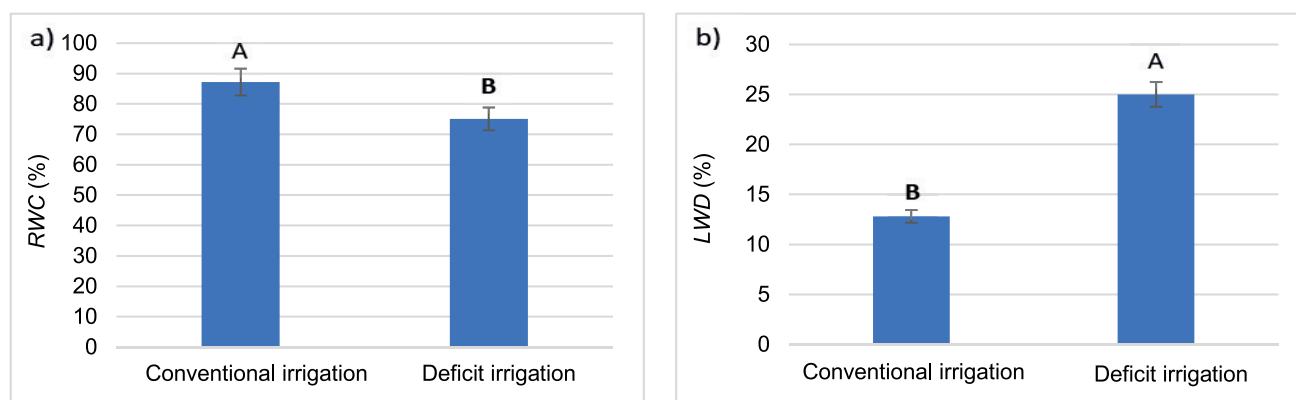 a)
100
90
80
70
60
50
40
30
20
10
0
RWC (%)
A
B
Conventional irrigation
Deficit irrigation
b)
30
25
20
15
10
5
0
LWD (%)
B
A
Conventional irrigation
Deficit irrigation